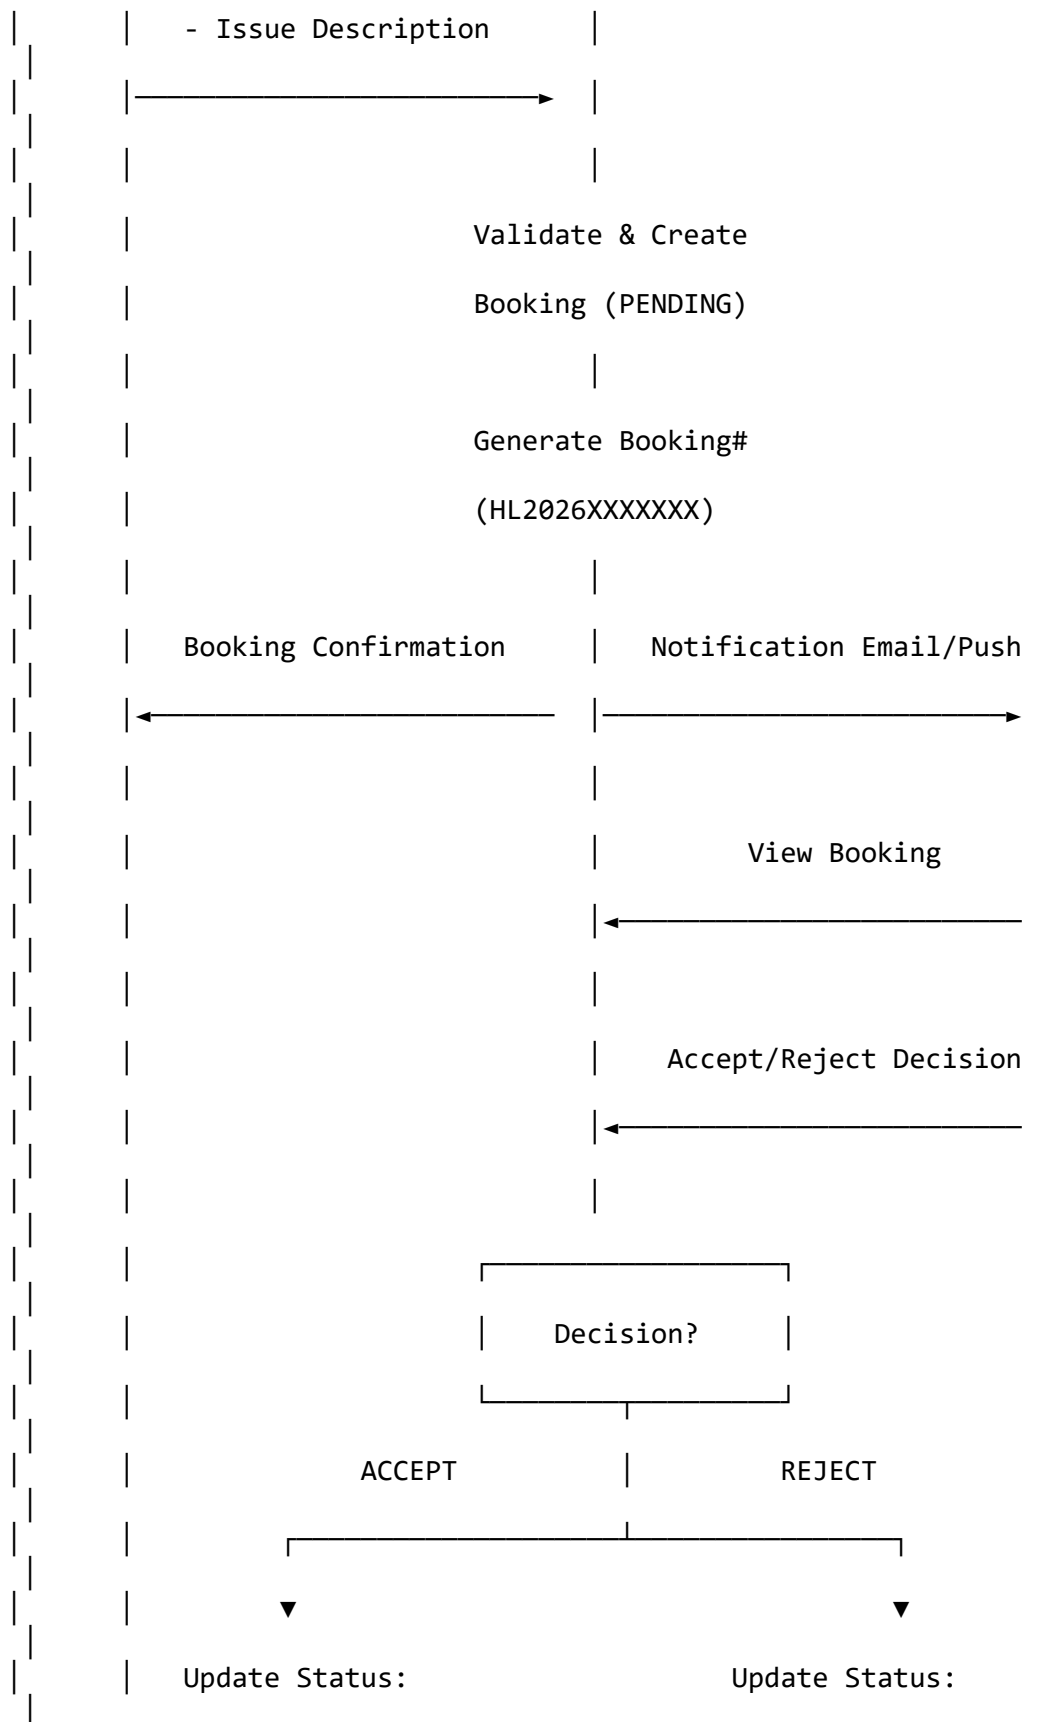 - Issue Description
Validate & Create
Booking (PENDING)
Generate Booking#
(HL2026XXXXXXX)
Booking Confirmation Notification Email/Push
View Booking
Accept/Reject Decision
Decision?
ACCEPT REJECT
Update Status: Update Status: